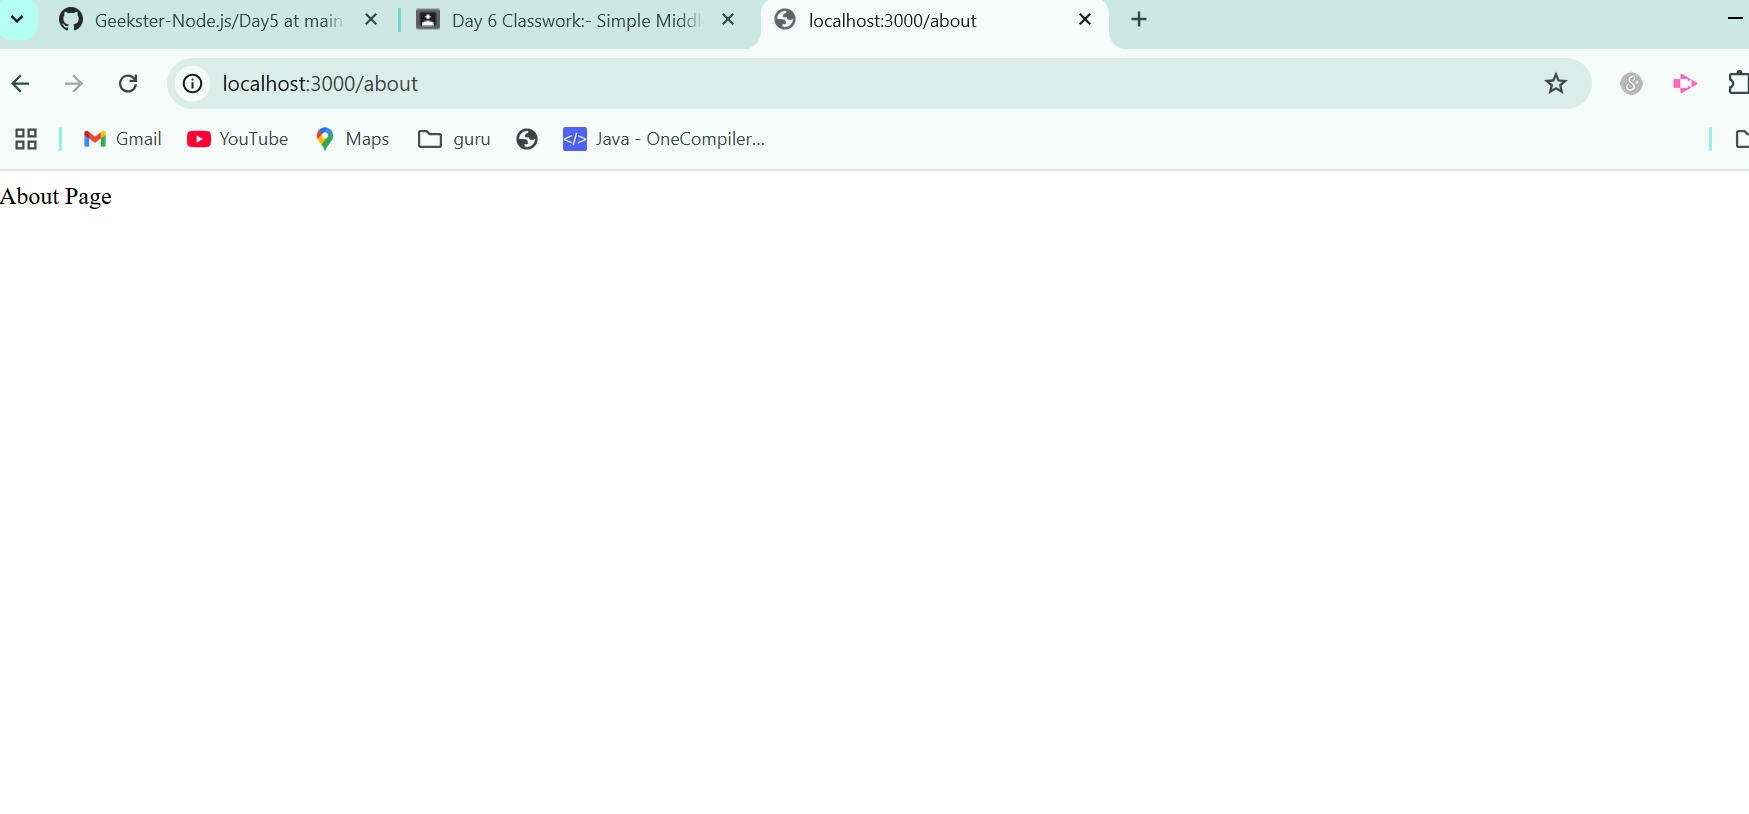 Geekster-Node.js/Day5 at main
Day 6 Classwork:- Simple Middl
localhost:3000/about
localhost:3000/about
Gmail
YouTube
Maps
guru
</> Java - OneCompiler...
About Page